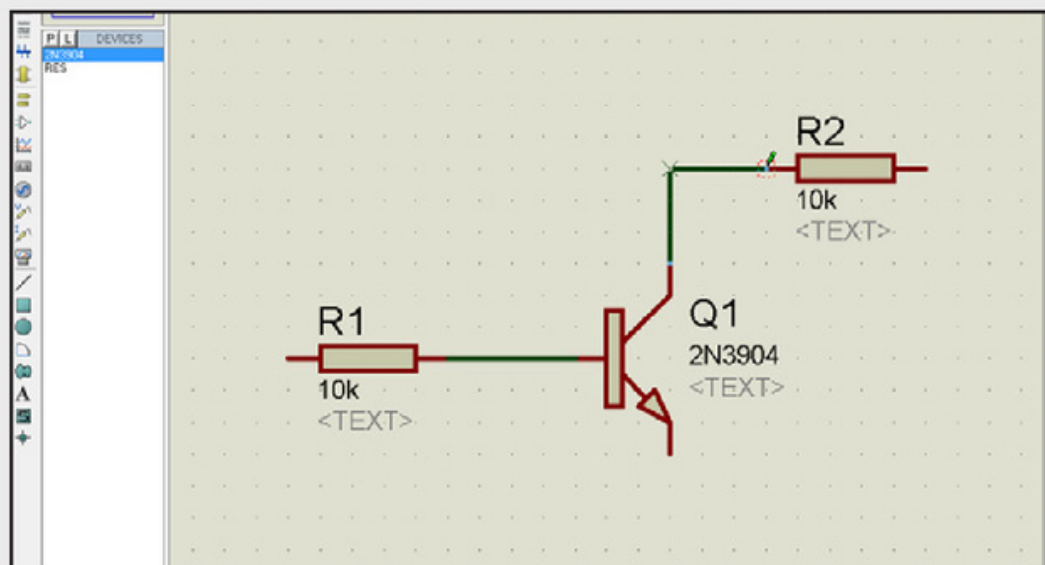 P L DEVICES
2N3904
RES
R2
10k
<TEXT>
R1
10k
<TEXT>
Q1
2N3904
<TEXT>
A